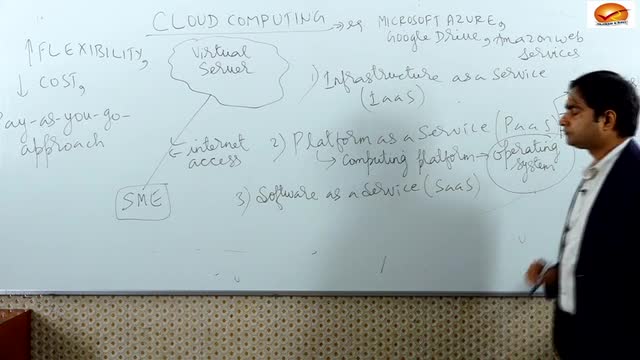 CLOUD COMPUTING → eg MICROSOFT AZURE,
Google Drive, Amazon web
Services
↑ FLEXIBILITY,
↓ COST,
Pay-as-you-go-
approach
Virtual
Server
internet
access
SME
1) Infrastructure as a Service
(IaaS)
2) Platform as a Service (PaaS)
↳ Computing platform → operating
system
3) Software as a Service (SaaS)